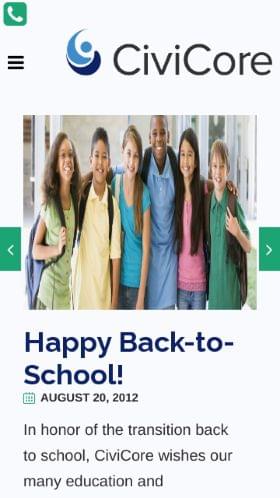 CiviCore
Happy Back-to-
School!
AUGUST 20, 2012
In honor of the transition back
to school, CiviCore wishes our
many education and